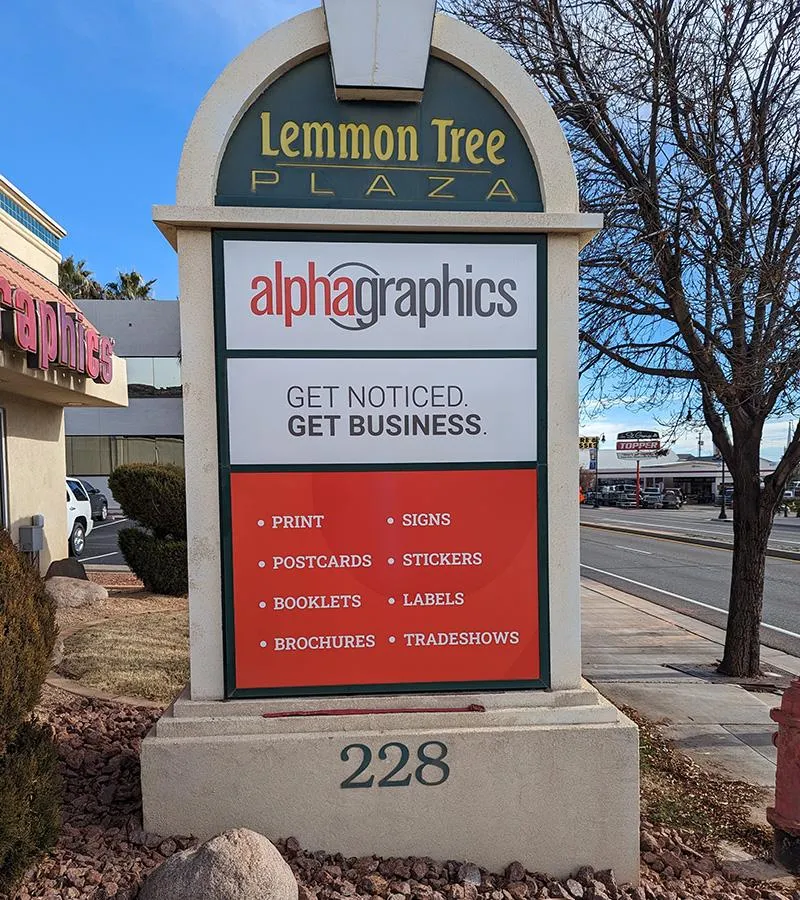 Lemmon Tree
PLAZA
alphagraphics
GET NOTICED.
GET BUSINESS.
• PRINT
• POSTCARDS
• BOOKLETS
• BROCHURES
• SIGNS
• STICKERS
• LABELS
• TRADESHOWS
228
raphics
TOPPER